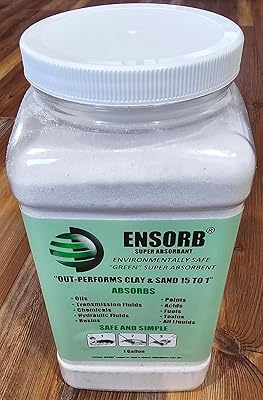 ENSORB®
SUPER ABSORBANT
ENVIRONMENTALLY SAFE
"GREEN" SUPER ABSORBENT
"OUT-PERFORMS CLAY & SAND 15 TO 1"
ABSORBS
- Oils
- Transmission Fluids
- Chemicals
- Hydraulic Fluids
- Resins
- Paints
- Acids
- Fuels
- Toxins
- All Liquids
SAFE AND SIMPLE
1 Gallon